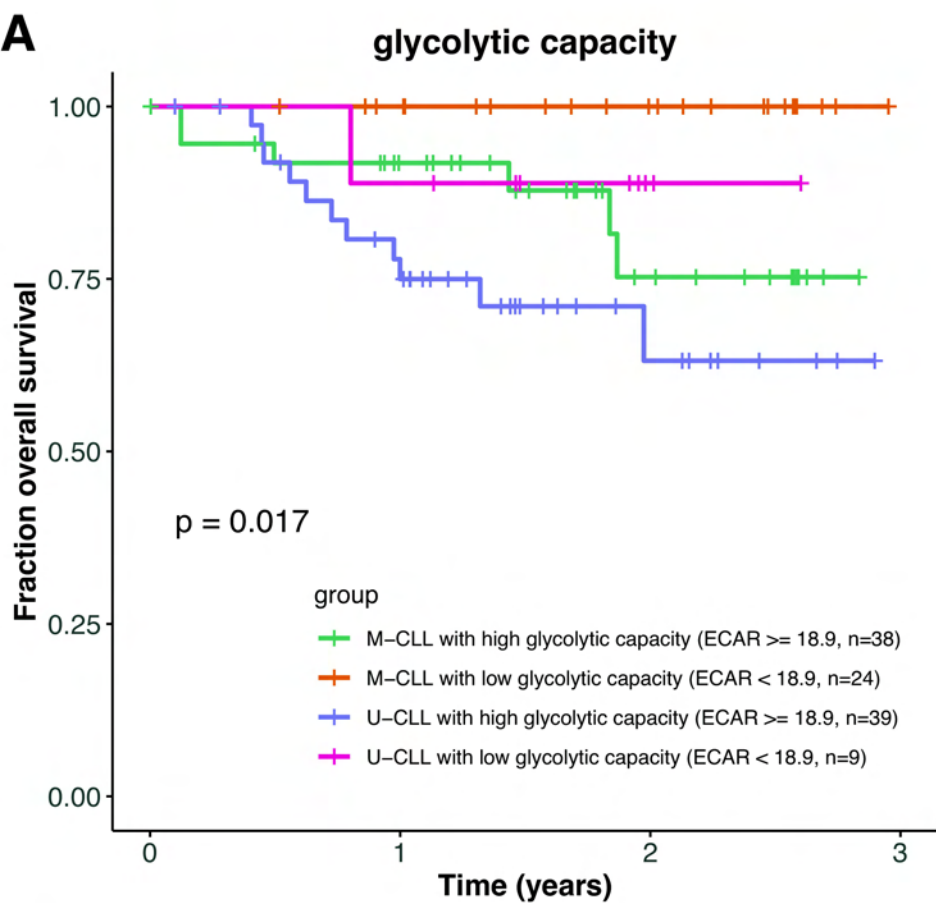 A
glycolytic capacity
Fraction overall survival
1.00
0.75
0.50
0.25
0.00
p = 0.017
group
M−CLL with high glycolytic capacity (ECAR >= 18.9, n=38)
M−CLL with low glycolytic capacity (ECAR < 18.9, n=24)
U−CLL with high glycolytic capacity (ECAR >= 18.9, n=39)
U−CLL with low glycolytic capacity (ECAR < 18.9, n=9)
0 1 2 3
Time (years)